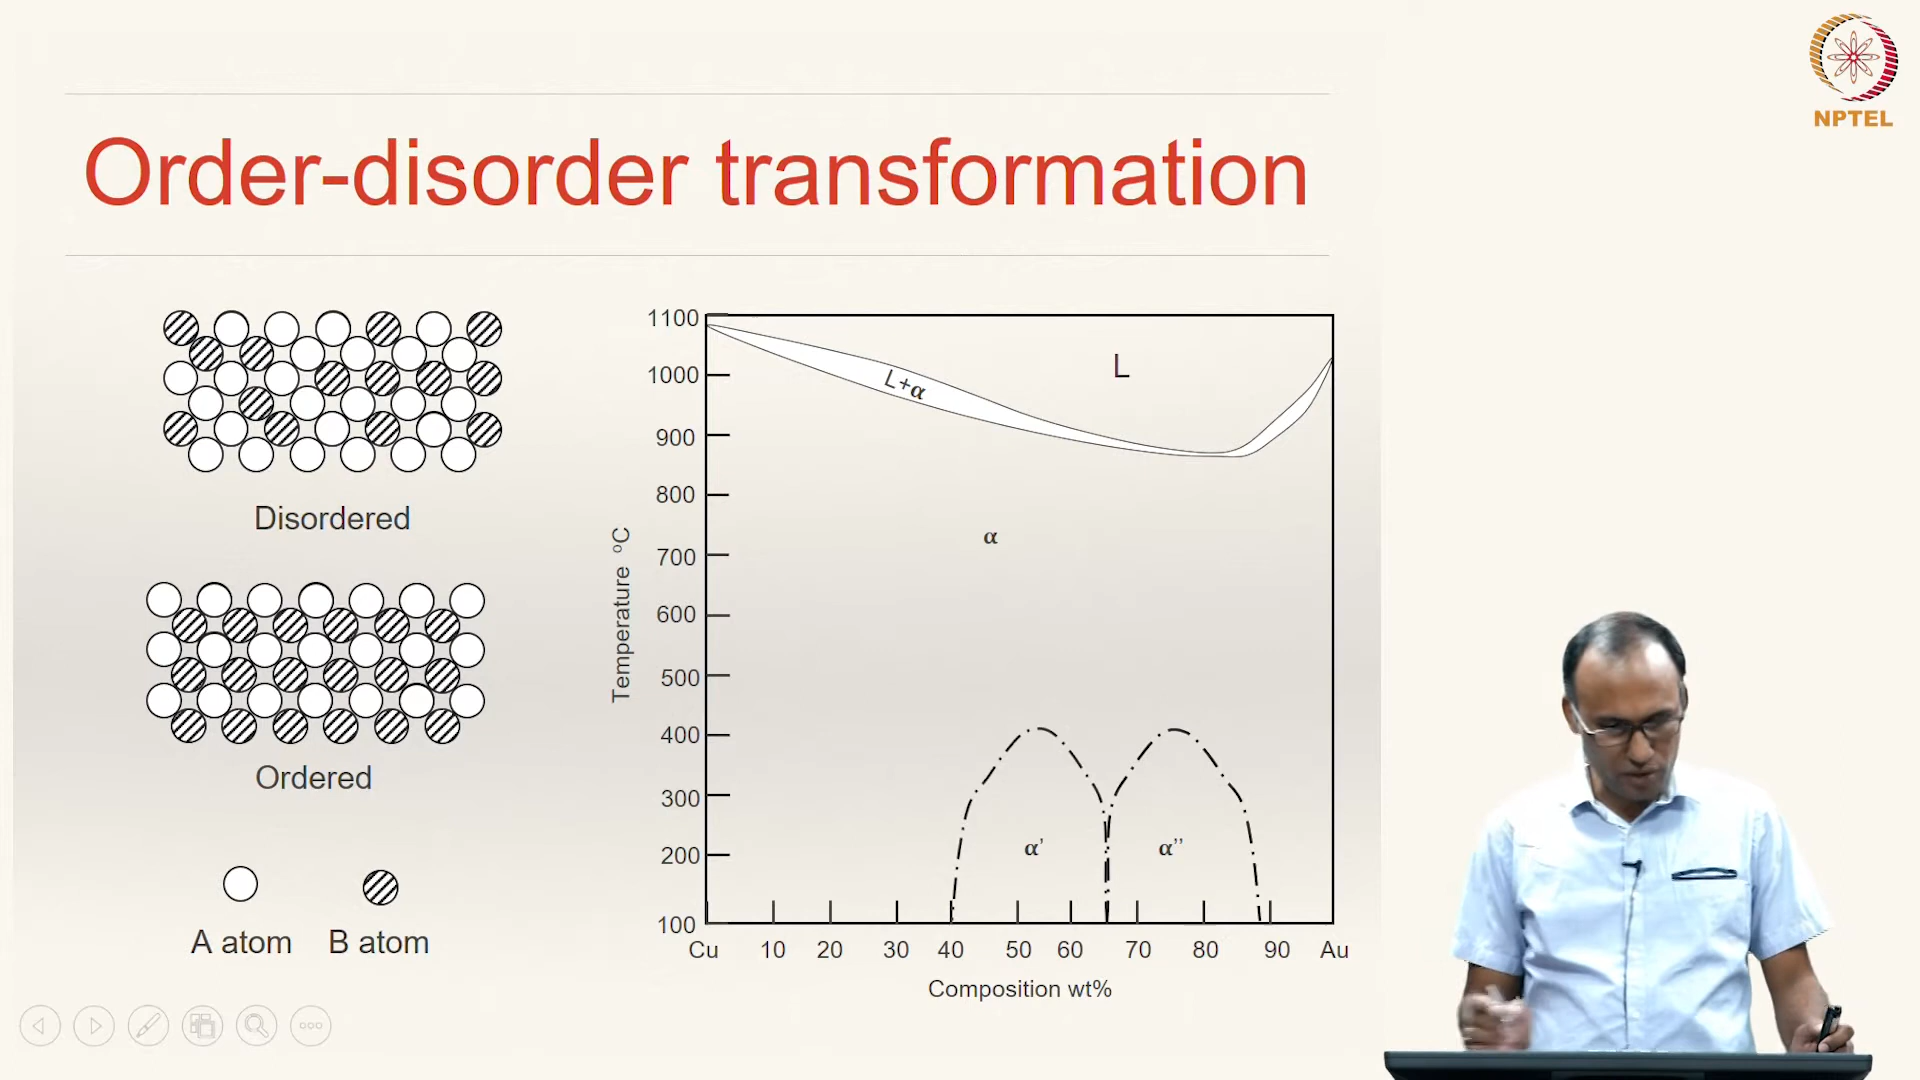 NPTEL
Order-disorder transformation
Disordered
Ordered
A atom B atom
Temperature ºC
1100
1000
900
800
700
600
500
400
300
200
100
L
L+α
α
α' α''
Cu 10 20 30 40 50 60 70 80 90 Au
Composition wt%